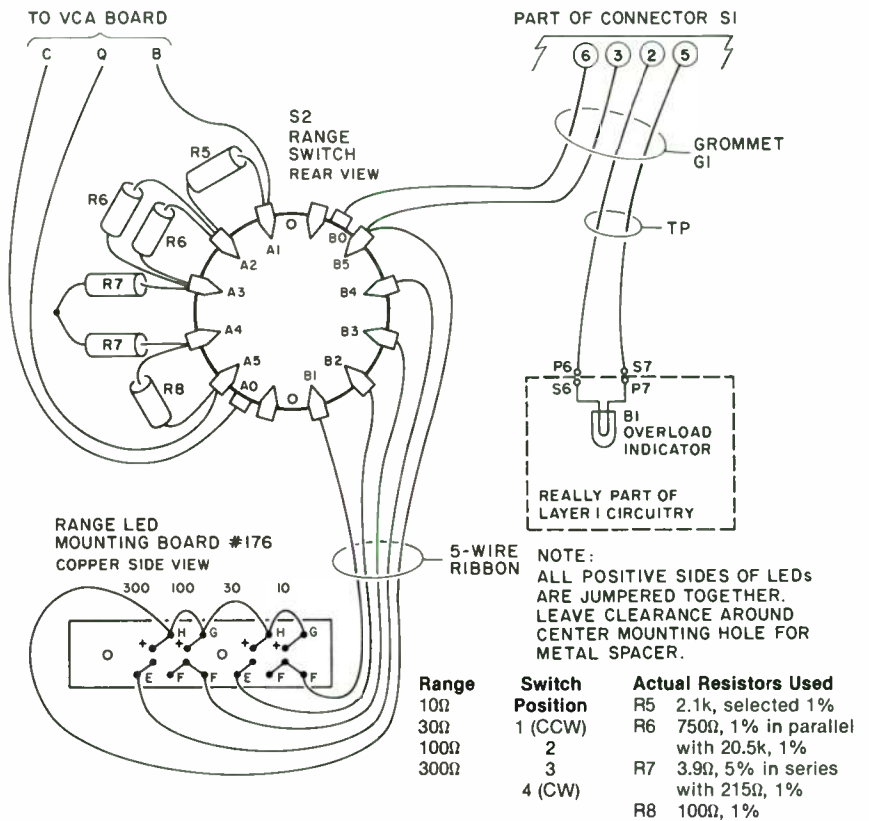 TO VCA BOARD
C Q B
PART OF CONNECTOR S1
6 3 2 5
GROMMET
G1
TP
S2
RANGE
SWITCH
REAR VIEW
R5
R6
R6
R7
R7
R8
A1
A2
A3
A4
A5
A0
B0
B5
B4
B3
B2
B1
P6 S7
S6 P7
B1
OVERLOAD
INDICATOR
REALLY PART OF
LAYER 1 CIRCUITRY
RANGE LED
MOUNTING BOARD #176
COPPER SIDE VIEW
300 100 30 10
H G H G
+ + + +
E F F E F F
5-WIRE
RIBBON
NOTE:
ALL POSITIVE SIDES OF LEDs
ARE JUMPERED TOGETHER.
LEAVE CLEARANCE AROUND
CENTER MOUNTING HOLE FOR
METAL SPACER.
Range Switch Actual Resistors Used
10Ω Position R5 2.1k, selected 1%
30Ω 1 (CCW) R6 750Ω, 1% in parallel
100Ω 2 with 20.5k, 1%
300Ω 3 R7 3.9Ω, 5% in series
4 (CW) with 215Ω, 1%
R8 100Ω, 1%